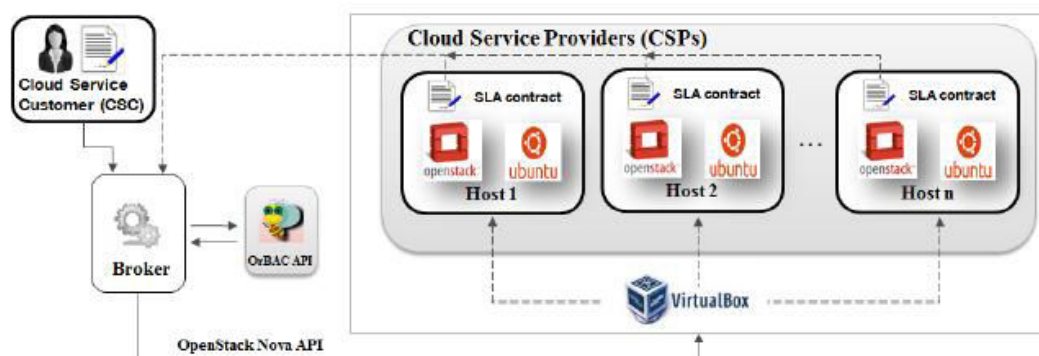 Cloud Service
Customer (CSC)
Cloud Service Providers (CSPs)
SLA contract
openstack
ubuntu
Host 1
SLA contract
openstack
ubuntu
Host 2
...
SLA contract
openstack
ubuntu
Host n
Broker
OrBAC API
VirtualBox
OpenStack Nova API